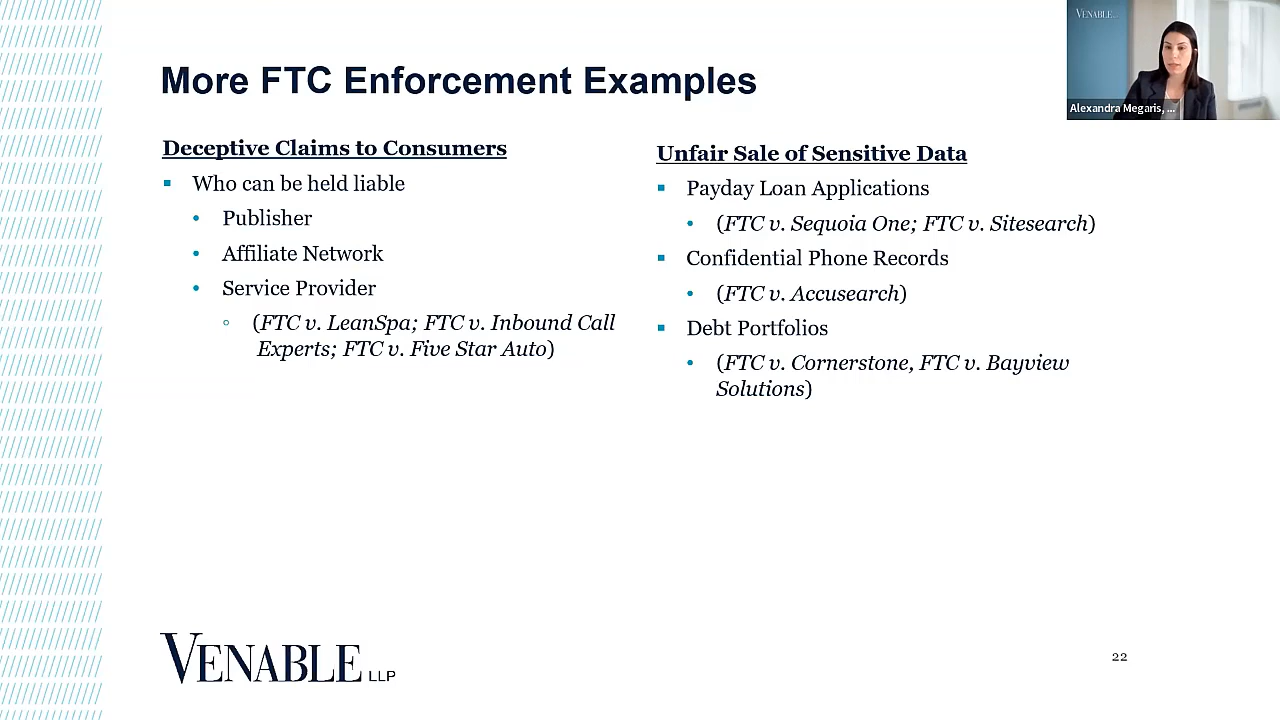 More FTC Enforcement Examples
Deceptive Claims to Consumers
▪ Who can be held liable
• Publisher
• Affiliate Network
• Service Provider
◦ (FTC v. LeanSpa; FTC v. Inbound Call
Experts; FTC v. Five Star Auto)
Unfair Sale of Sensitive Data
▪ Payday Loan Applications
• (FTC v. Sequoia One; FTC v. Sitesearch)
▪ Confidential Phone Records
• (FTC v. Accusearch)
▪ Debt Portfolios
• (FTC v. Cornerstone, FTC v. Bayview
Solutions)
VENABLE
Alexandra Megaris, ...
VENABLE LLP
22